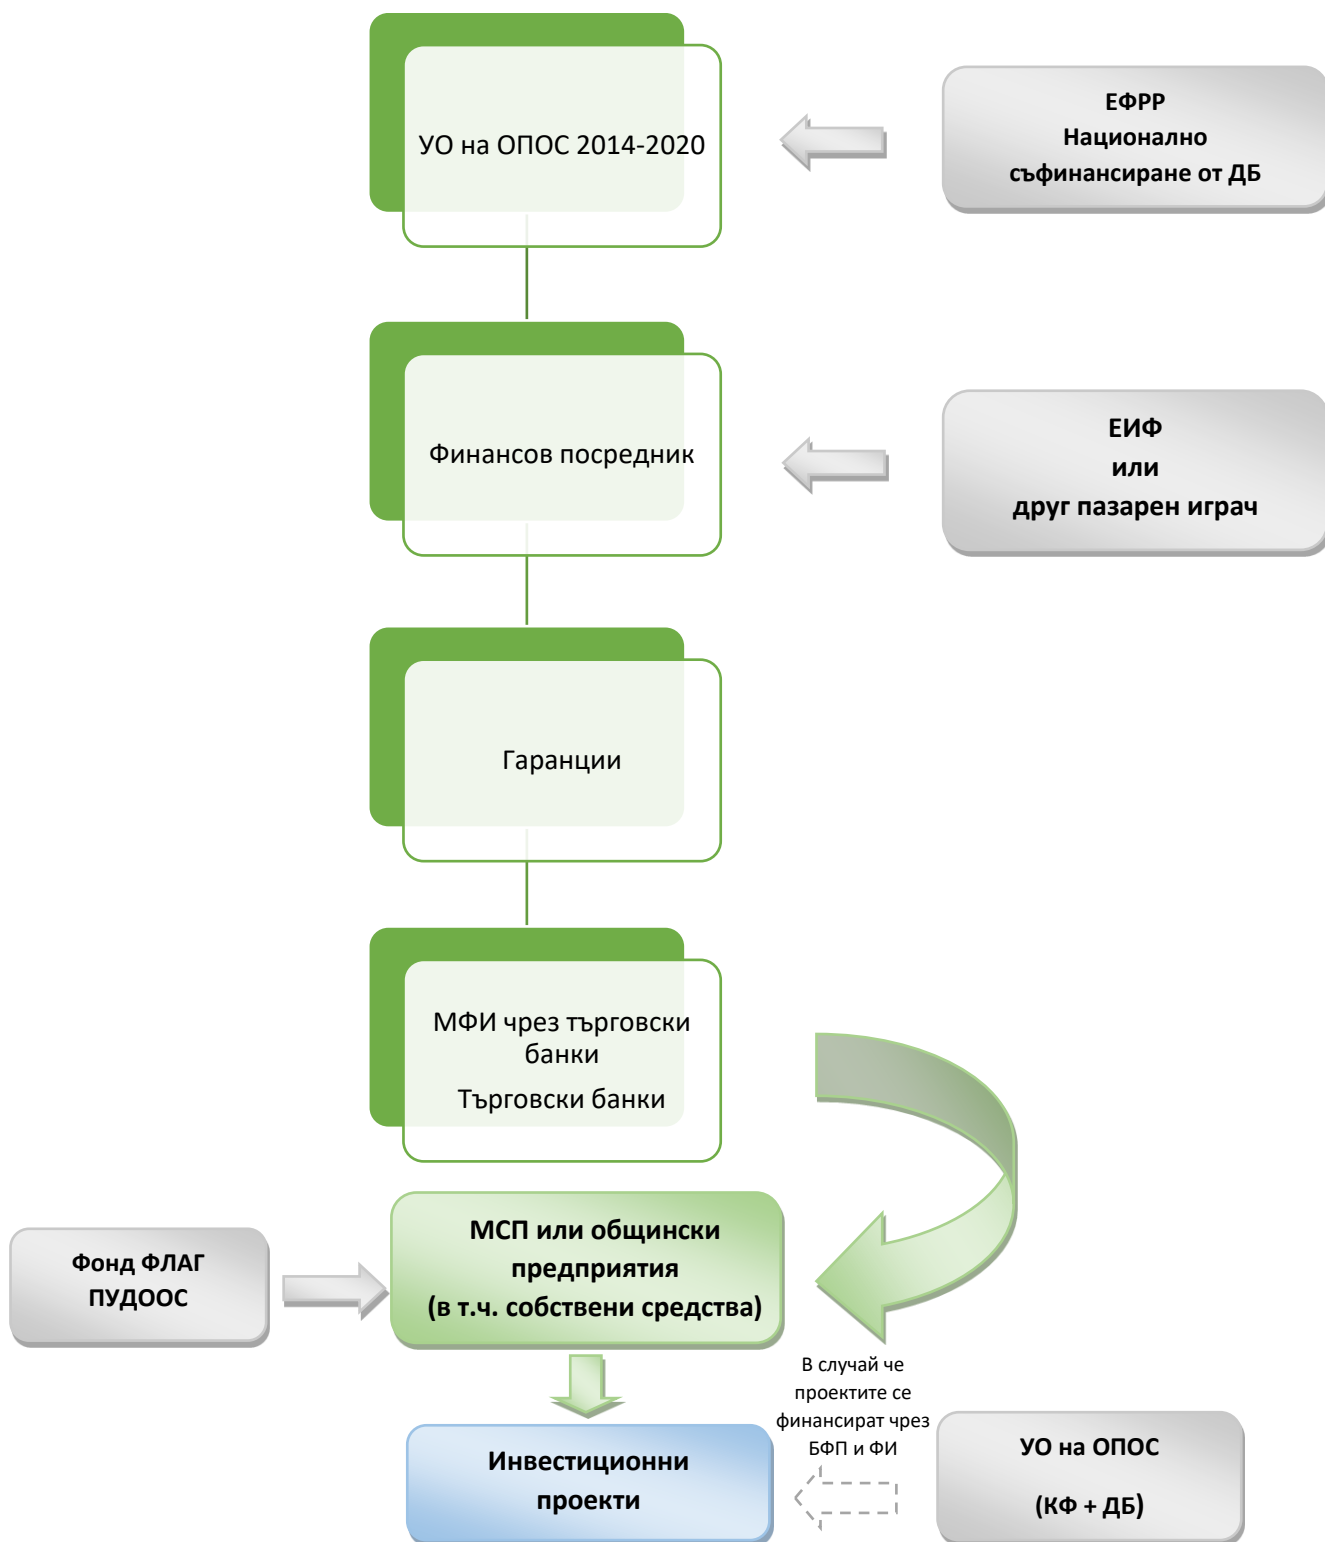 УО на ОПОС 2014-2020
ЕФРР
Национално
съфинансиране от ДБ
Финансов посредник
ЕИФ
или
друг пазарен играч
Гаранции
МФИ чрез търговски
банки
Търговски банки
МСП или общински
предприятия
(в т.ч. собствени средства)
Фонд ФЛАГ
ПУДООС
В случай че
проектите се
финансират чрез
БФП и ФИ
Инвестиционни
проекти
УО на ОПОС
(КФ + ДБ)